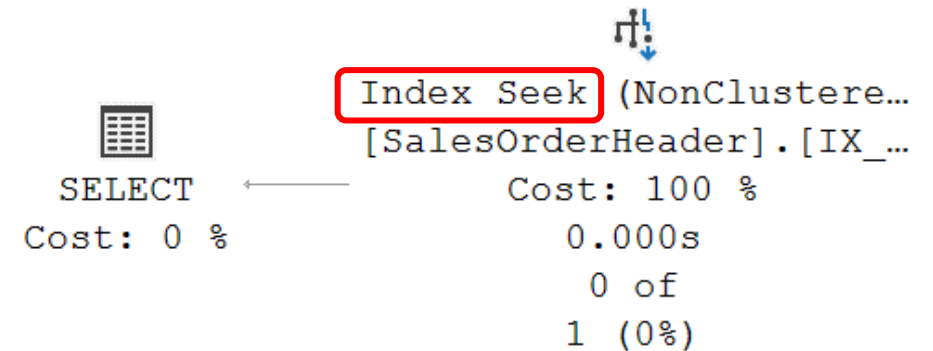 Index Seek (NonClustere…
[SalesOrderHeader].[IX_…
SELECT
Cost: 0 %
Cost: 100 %
0.000s
0 of
1 (0%)